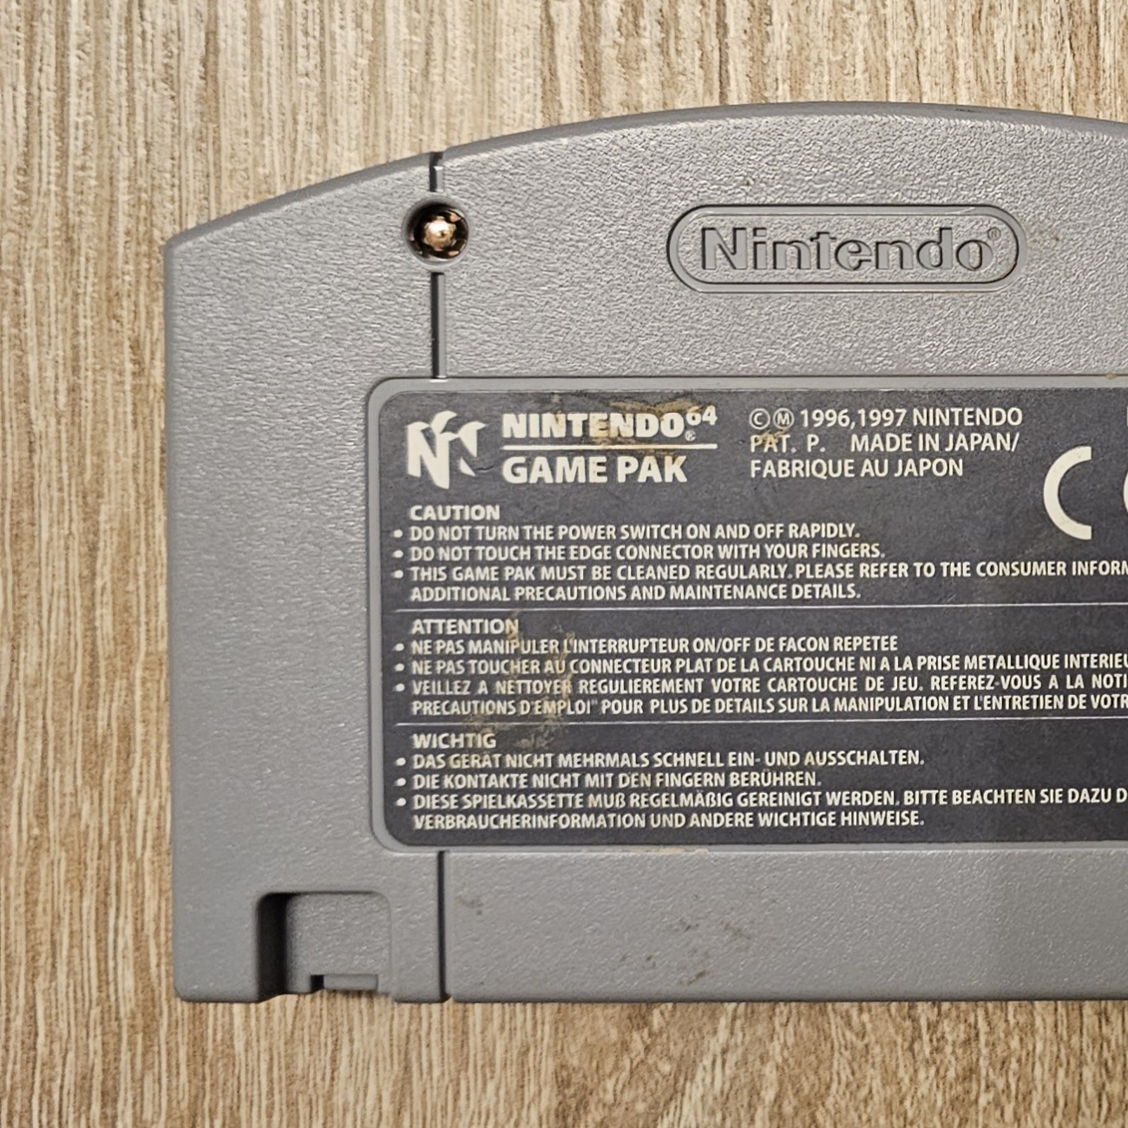 Nintendo®
NINTENDO64® © Ⓜ 1996,1997 NINTENDO
GAME PAK PAT. P. MADE IN JAPAN/
FABRIQUE AU JAPON
CAUTION
• DO NOT TURN THE POWER SWITCH ON AND OFF RAPIDLY.
• DO NOT TOUCH THE EDGE CONNECTOR WITH YOUR FINGERS.
• THIS GAME PAK MUST BE CLEANED REGULARLY. PLEASE REFER TO THE CONSUMER INFORM
ADDITIONAL PRECAUTIONS AND MAINTENANCE DETAILS.
ATTENTION
• NE PAS MANIPULER L'INTERRUPTEUR ON/OFF DE FACON REPETEE
• NE PAS TOUCHER AU CONNECTEUR PLAT DE LA CARTOUCHE NI A LA PRISE METALLIQUE INTERIEU
• VEILLEZ A NETTOYER REGULIEREMENT VOTRE CARTOUCHE DE JEU. REFEREZ-VOUS A LA NOTI
PRECAUTIONS D'EMPLOI" POUR PLUS DE DETAILS SUR LA MANIPULATION ET L'ENTRETIEN DE VOTR
WICHTIG
• DAS GERÄT NICHT MEHRMALS SCHNELL EIN- UND AUSSCHALTEN.
• DIE KONTAKTE NICHT MIT DEN FINGERN BERÜHREN.
• DIESE SPIELKASSETTE MUß REGELMÄßIG GEREINIGT WERDEN. BITTE BEACHTEN SIE DAZU D
VERBRAUCHERINFORMATION UND ANDERE WICHTIGE HINWEISE.